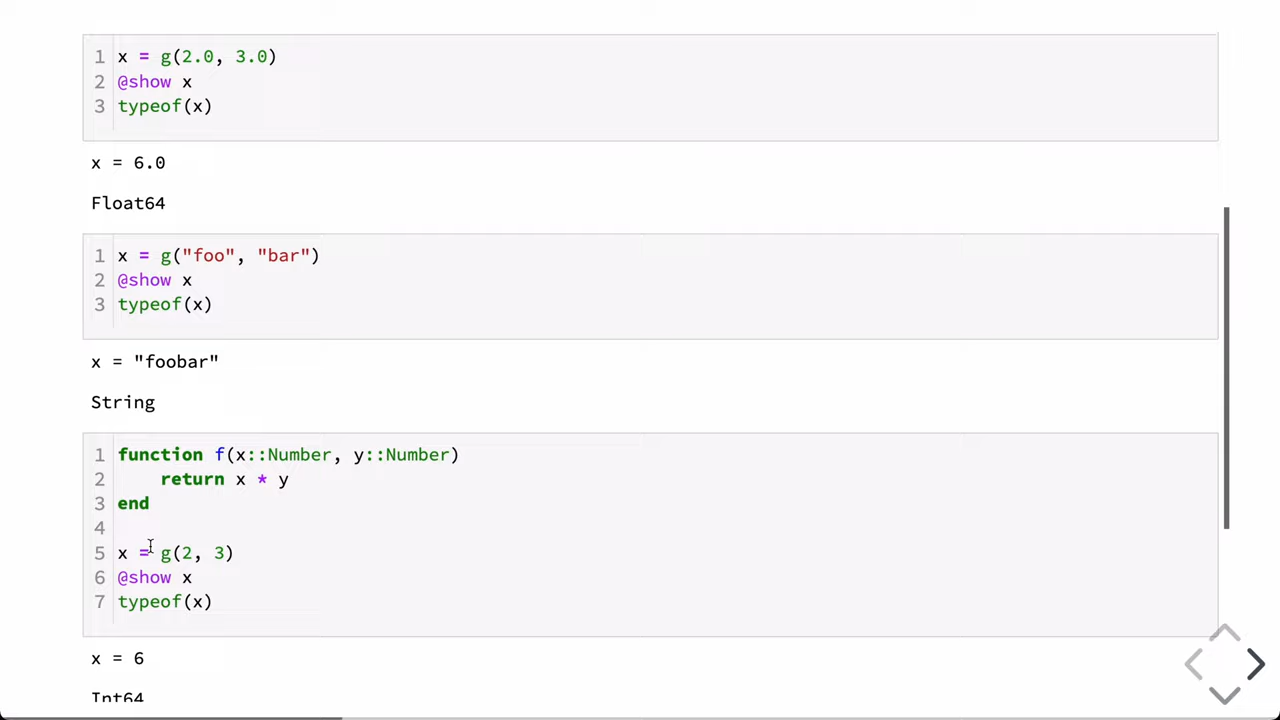 1 x = g(2.0, 3.0)
2 @show x
3 typeof(x)
x = 6.0
Float64
1 x = g("foo", "bar")
2 @show x
3 typeof(x)
x = "foobar"
String
1 function f(x::Number, y::Number)
2     return x * y
3 end
4
5 x = g(2, 3)
6 @show x
7 typeof(x)
x = 6
Int64